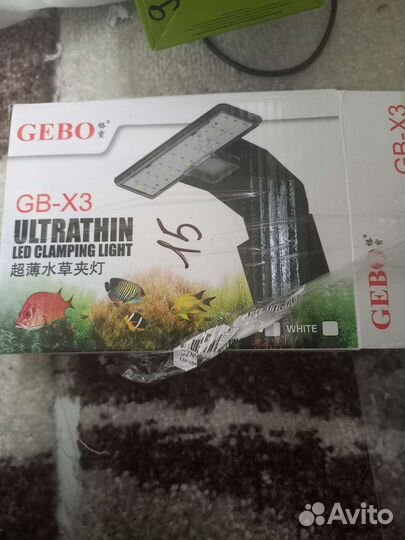 GEBO 格贡
GB-X3
ULTRATHIN
LED CLAMPING LIGHT
超薄水草夹灯
15
WHITE
GB-X3
GEBO
Avito